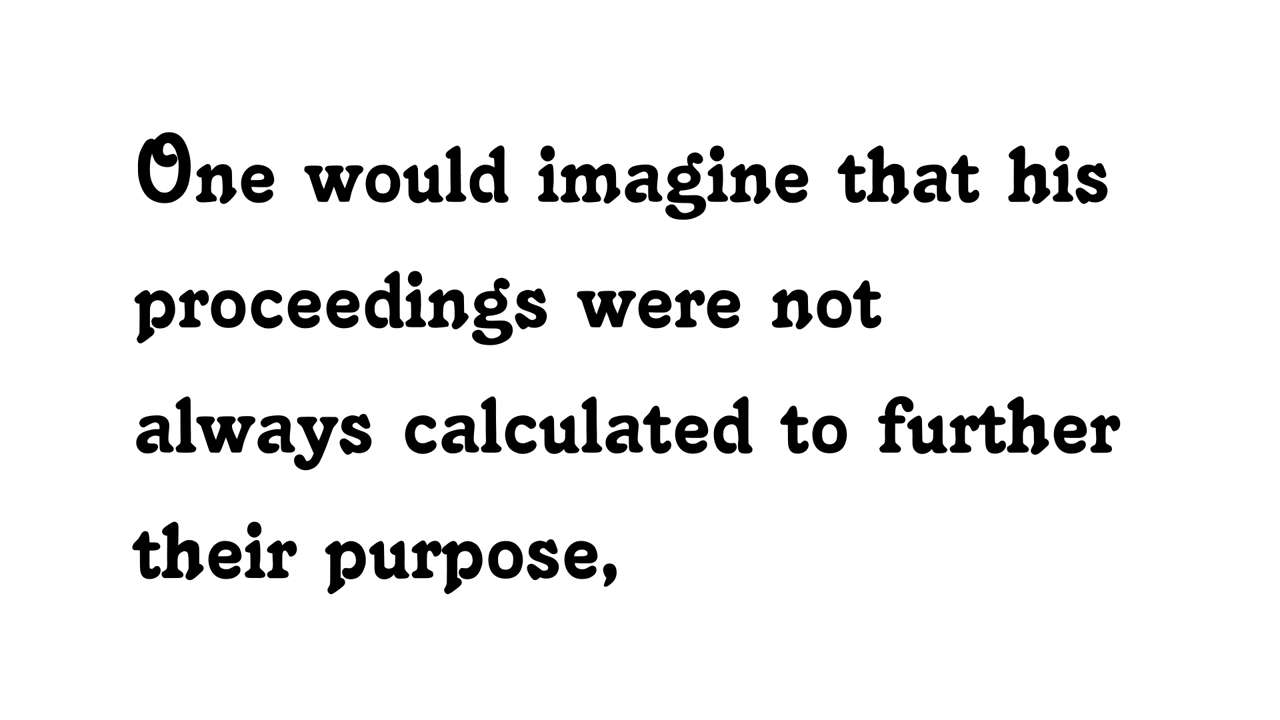 One would imagine that his
proceedings were not
always calculated to further
their purpose,